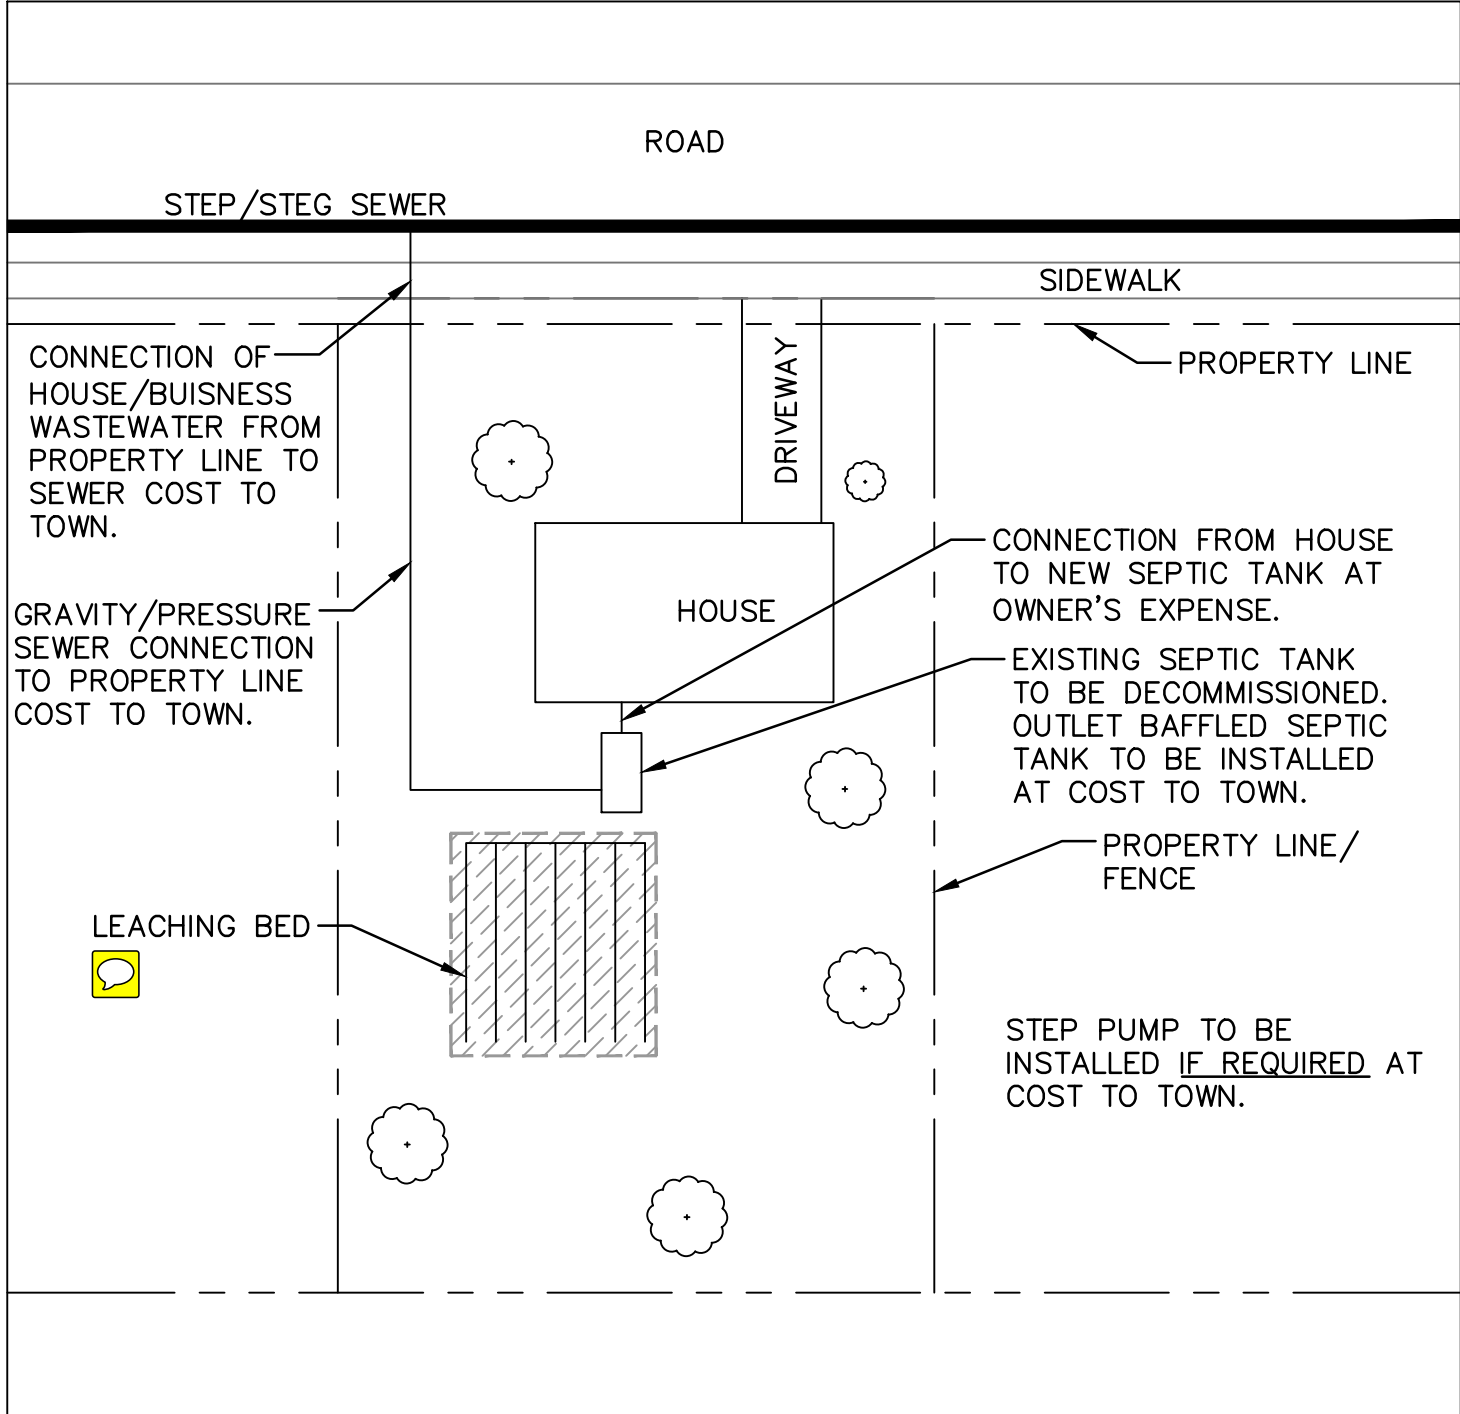 ROAD
STEP/STEG SEWER
SIDEWALK
CONNECTION OF
HOUSE/BUISNESS
WASTEWATER FROM
PROPERTY LINE TO
SEWER COST TO
TOWN.
DRIVEWAY
PROPERTY LINE
GRAVITY/PRESSURE
SEWER CONNECTION
TO PROPERTY LINE
COST TO TOWN.
HOUSE
CONNECTION FROM HOUSE
TO NEW SEPTIC TANK AT
OWNER'S EXPENSE.
EXISTING SEPTIC TANK
TO BE DECOMMISSIONED.
OUTLET BAFFLED SEPTIC
TANK TO BE INSTALLED
AT COST TO TOWN.
PROPERTY LINE/
FENCE
LEACHING BED
STEP PUMP TO BE
INSTALLED IF REQUIRED AT
COST TO TOWN.